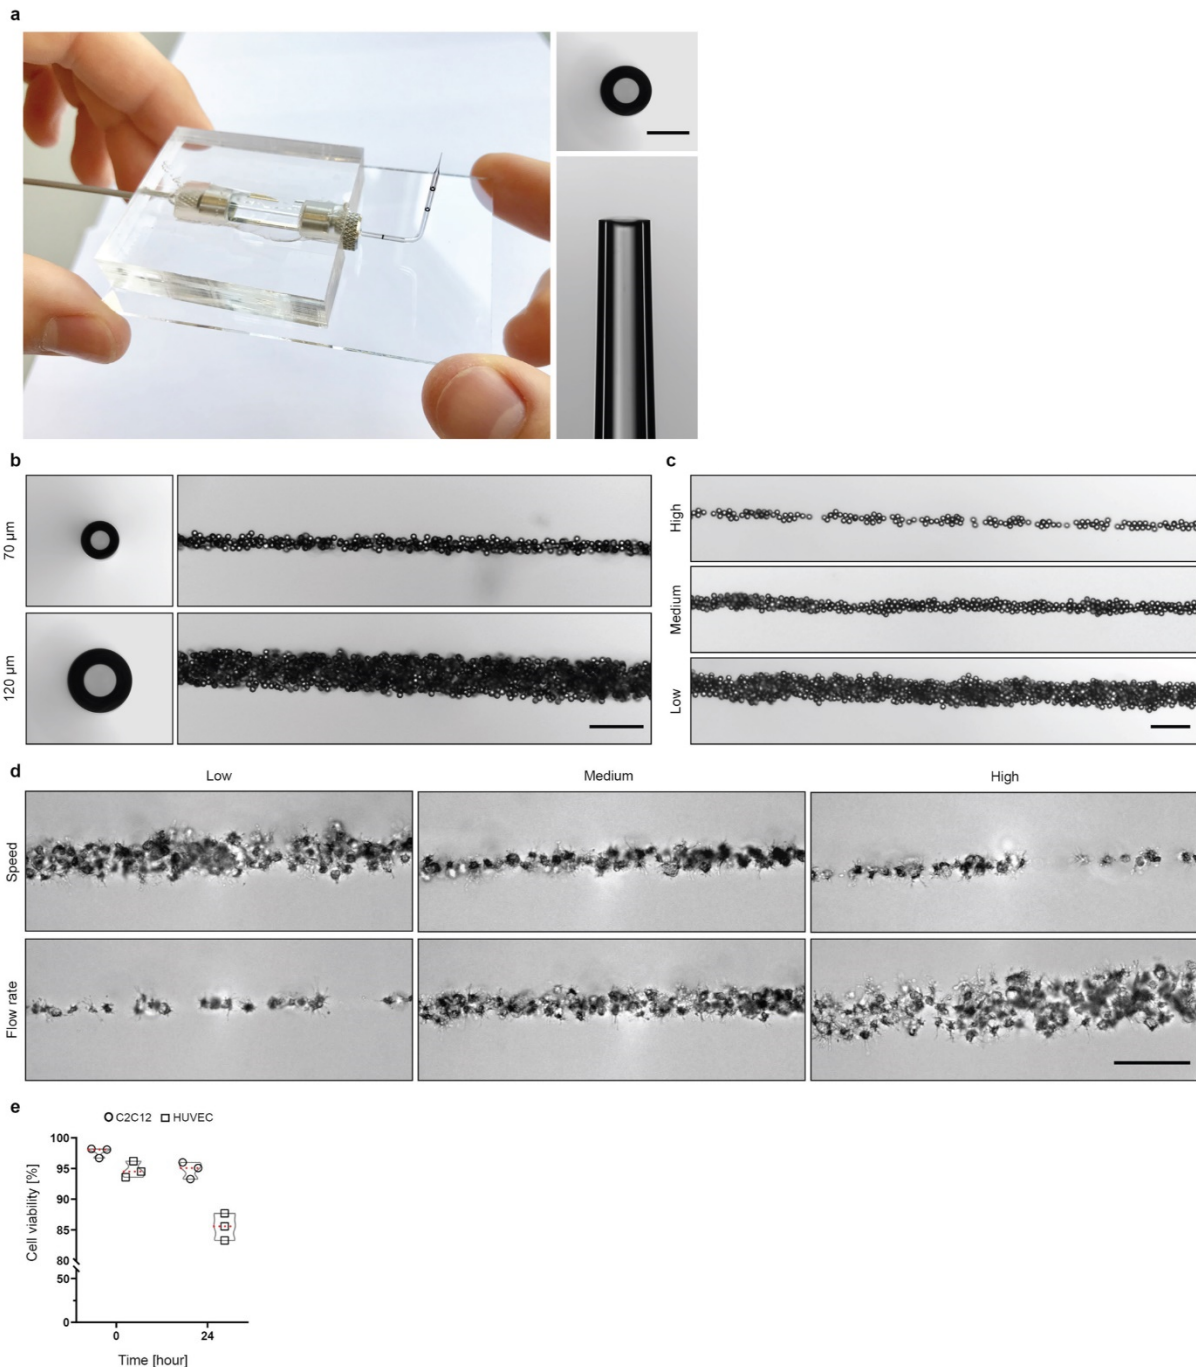 a
b
70 µm
120 µm
c
High
Medium
Low
d
Low Medium High
Speed
Flow rate
e
C2C12 HUVEC
Cell viability [%]
100
95
90
85
80
50
0
0 24
Time [hour]